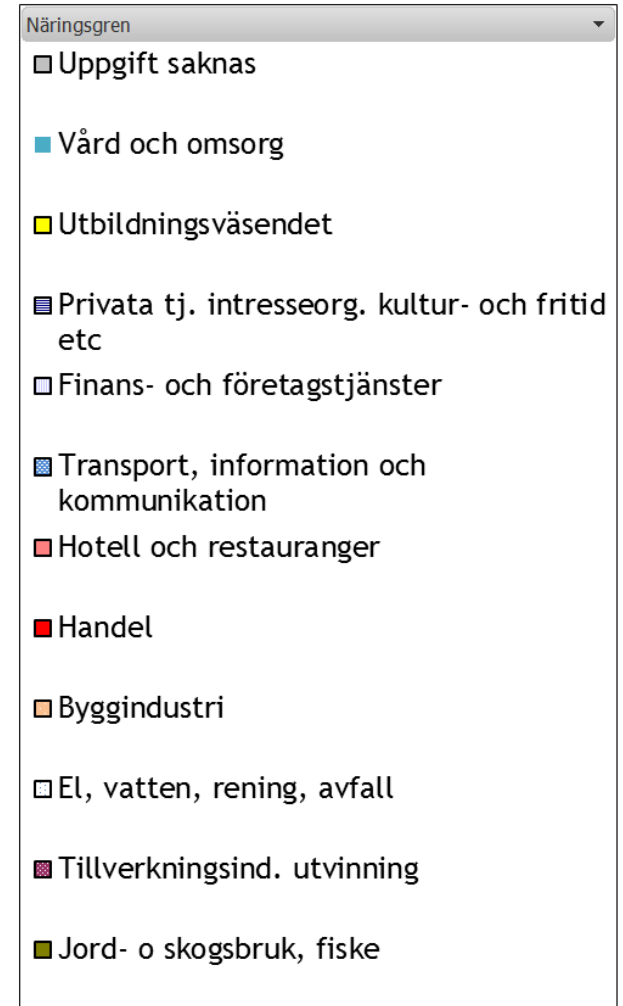 Näringsgren
Uppgift saknas
Vård och omsorg
Utbildningsväsendet
Privata tj. intresseorg. kultur- och fritid
etc
Finans- och företagstjänster
Transport, information och
kommunikation
Hotell och restauranger
Handel
Byggindustri
El, vatten, rening, avfall
Tillverkningsind. utvinning
Jord- o skogsbruk, fiske